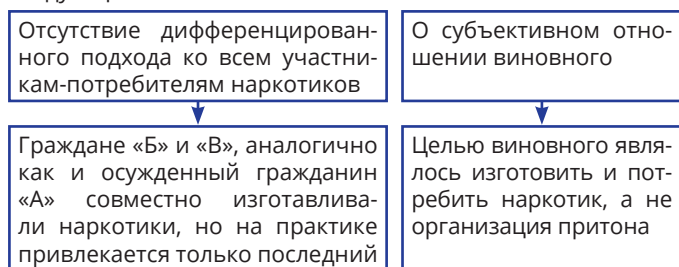 Отсутствие дифференцирован-
ного подхода ко всем участни-
кам-потребителям наркотиков
О субъективном отно-
шении виновного
Граждане «Б» и «В», аналогично
как и осужденный гражданин
«А» совместно изготавлива-
ли наркотики, но на практике
привлекается только последний
Целью виновного явля-
лось изготовить и пот-
ребить наркотик, а не
организация притона